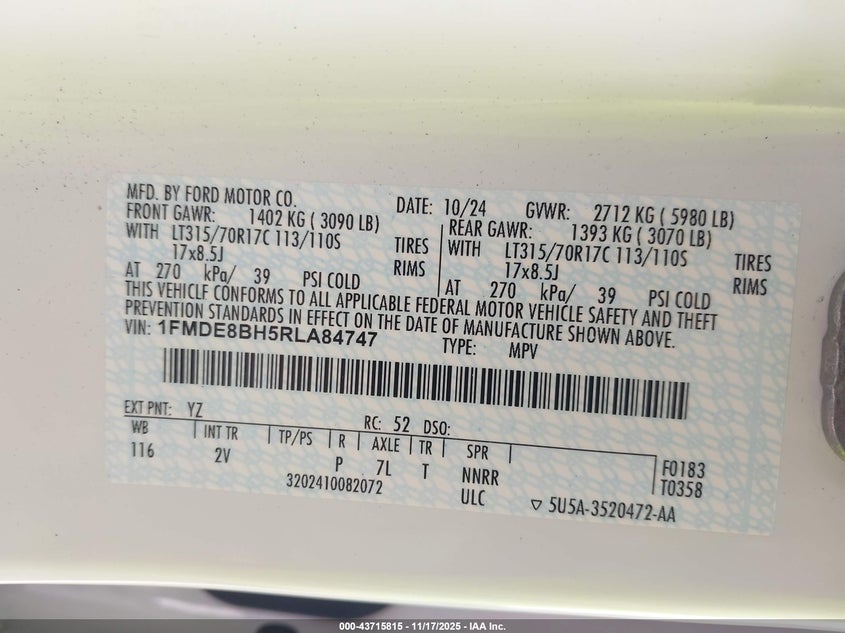 MFD. BY FORD MOTOR CO. DATE: 10/24 GVWR: 2712 KG ( 5980 LB)
FRONT GAWR: 1402 KG ( 3090 LB) REAR GAWR: 1393 KG ( 3070 LB)
WITH LT315/70R17C 113/110S TIRES WITH LT315/70R17C 113/110S TIRES
17x8.5J RIMS 17x8.5J RIMS
AT 270 kPa/ 39 PSI COLD AT 270 kPa/ 39 PSI COLD
THIS VEHICLE CONFORMS TO ALL APPLICABLE FEDERAL MOTOR VEHICLE SAFETY AND THEFT
PREVENTION STANDARDS IN EFFECT ON THE DATE OF MANUFACTURE SHOWN ABOVE.
VIN: 1FMDE8BH5RLA84747 TYPE: MPV
EXT PNT: YZ RC: 52 DSO:
WB INT TR TP/PS R AXLE TR SPR
116 2V P 7L T NNRR F0183
3202410082072 ULC T0358
5U5A-3520472-AA
000-43715815 - 11/17/2025 - IAA Inc.